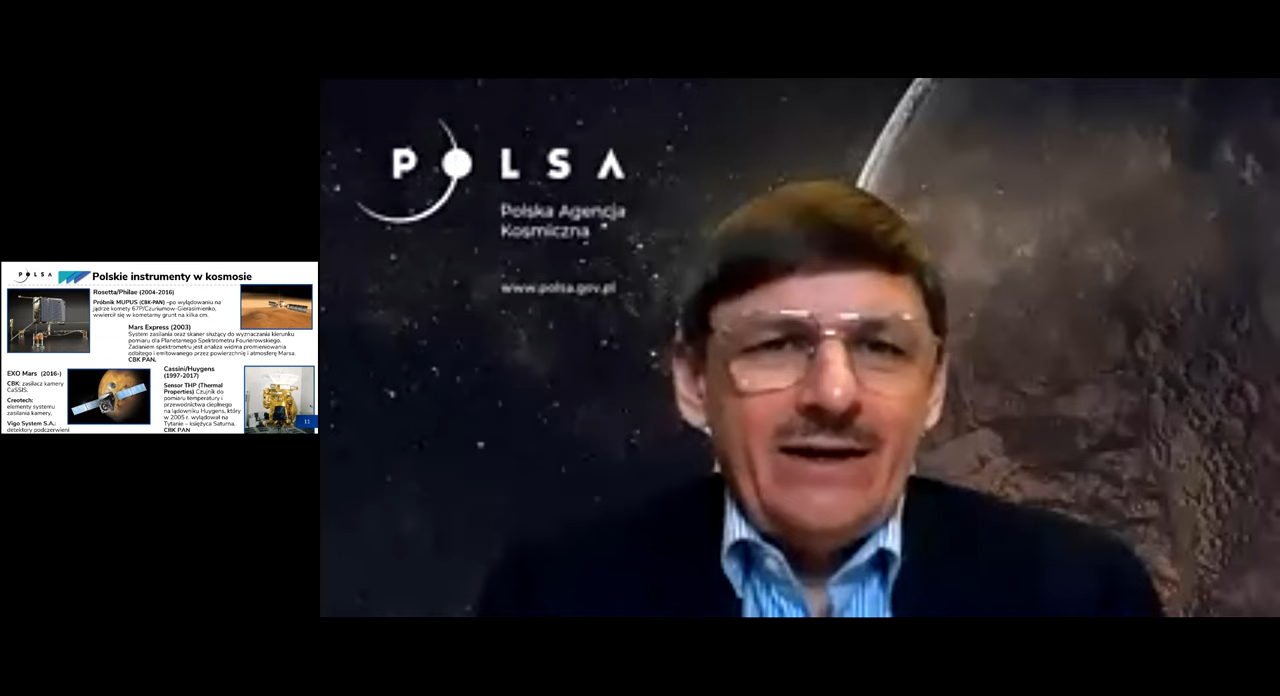 POLSA
Polskie instrumenty w kosmosie
Rosetta/Philae (2004-2016)
Próbnik MUPUS (CBK-PAN) –po wylądowaniu na
jądrze komety 67P/Czuriumow-Gierasimienko,
wwiercił się w kometarny grunt na kilka cm.
Mars Express (2003)
System zasilania oraz skaner służący do wyznaczania kierunku
pomiaru dla Planetarnego Spektrometru Fourierowskiego.
Zadaniem spektrometru jest analiza widma promieniowania
odbitego i emitowanego przez powierzchnię i atmosferę Marsa.
CBK PAN.
EXO Mars (2016-)
CBK: zasilacz kamery
CaSSIS.
Creotech:
elementy systemu
zasilania kamery,
Vigo System S.A.:
detektory podczerwieni
Cassini/Huygens
(1997-2017)
Sensor THP (Thermal
Properties) Czujnik do
pomiaru temperatury i
przewodnictwa cieplnego
na lądowniku Huygens, który
w 2005 r. wylądował na
Tytanie – księżyca Saturna.
CBK PAN
11
POLSA
Polska Agencja
Kosmiczna
www.polsa.gov.pl